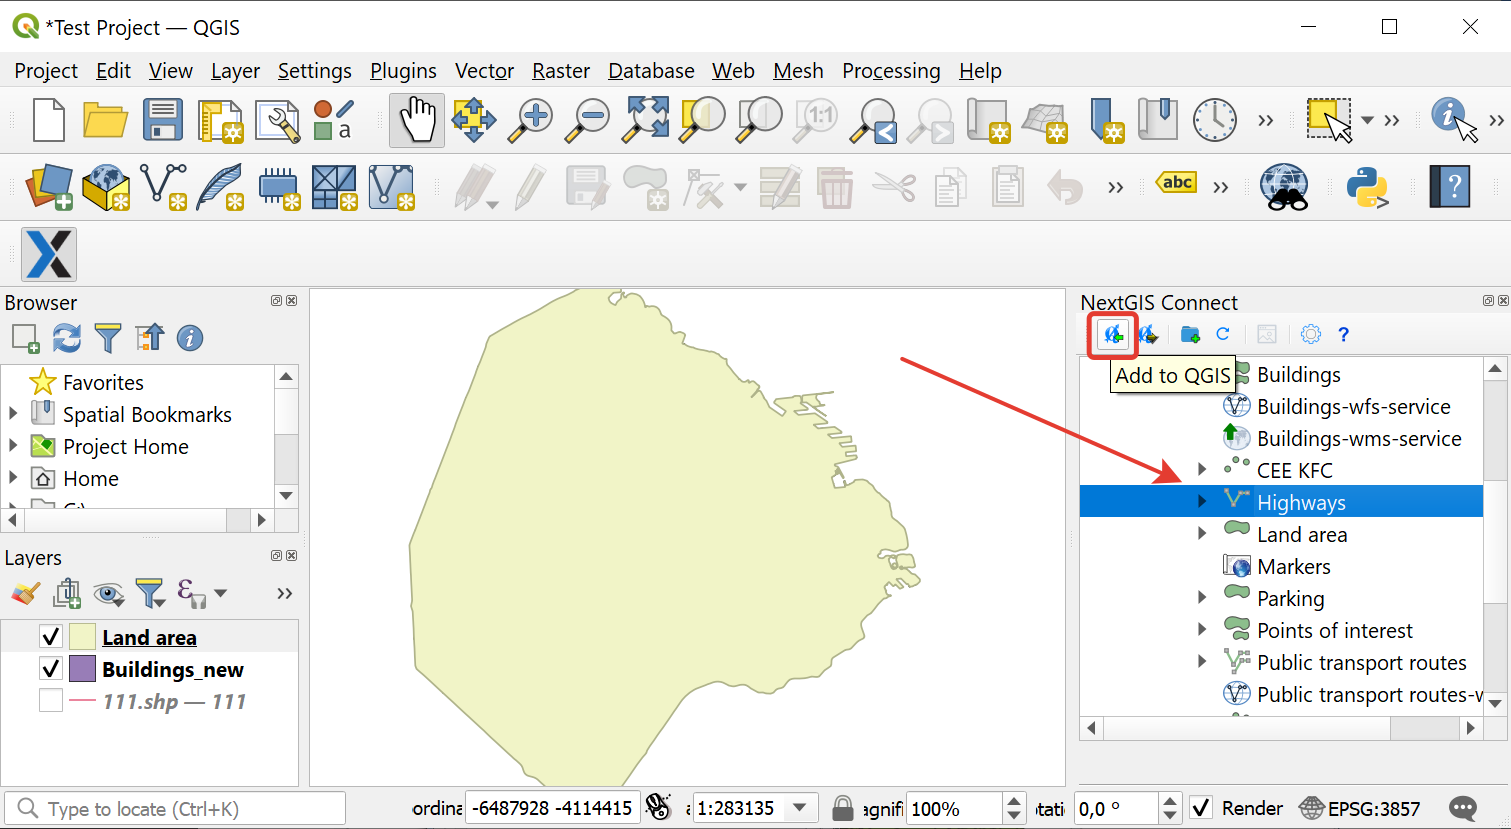 *Test Project — QGIS
Project Edit View Layer Settings Plugins Vector Raster Database Web Mesh Processing Help
1:1
a
abc
Browser
Favorites
Spatial Bookmarks
Project Home
Home
Layers
Land area
Buildings_new
111.shp — 111
NextGIS Connect
Add to QGIS
Buildings
Buildings-wfs-service
Buildings-wms-service
CEE KFC
Highways
Land area
Markers
Parking
Points of interest
Public transport routes
Public transport routes-w
Type to locate (Ctrl+K)
ordina -6487928 -4114415 1:283135 agnif 100% 0,0 ° Render EPSG:3857